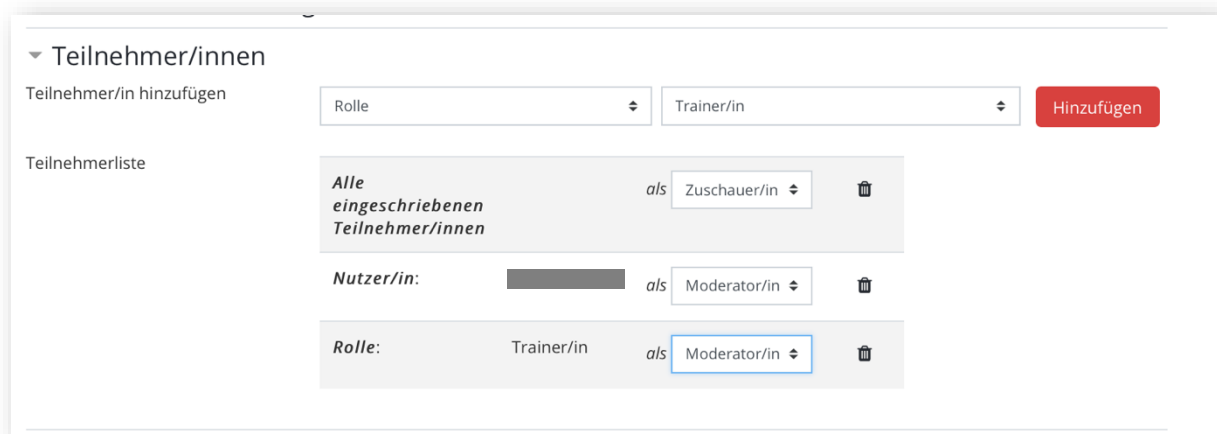 Teilnehmer/innen
Teilnehmer/in hinzufügen
Rolle
Trainer/in
Hinzufügen
Teilnehmerliste
Alle
eingeschriebenen
Teilnehmer/innen
als
Zuschauer/in
Nutzer/in:
als
Moderator/in
Rolle:
Trainer/in
als
Moderator/in